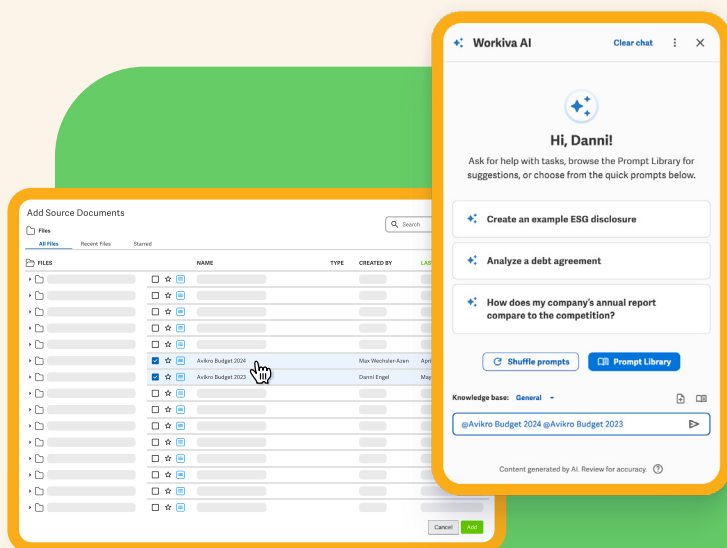 Workiva AI
Clear chat
Hi, Danni!
Ask for help with tasks, browse the Prompt Library for
suggestions, or choose from the quick prompts below.
Create an example ESG disclosure
Analyze a debt agreement
How does my company's annual report
compare to the competition?
Shuffle prompts
Prompt Library
Knowledge base: General
@Avikro Budget 2024 @Avikro Budget 2023
Content generated by AI. Review for accuracy.
Add Source Documents
Files
Search
All Files
Recent Files
Starred
FILES
NAME
TYPE
CREATED BY
Avikro Budget 2024
Max Wechsler-Azen
Avikro Budget 2023
Danni Engel
Cancel
Add